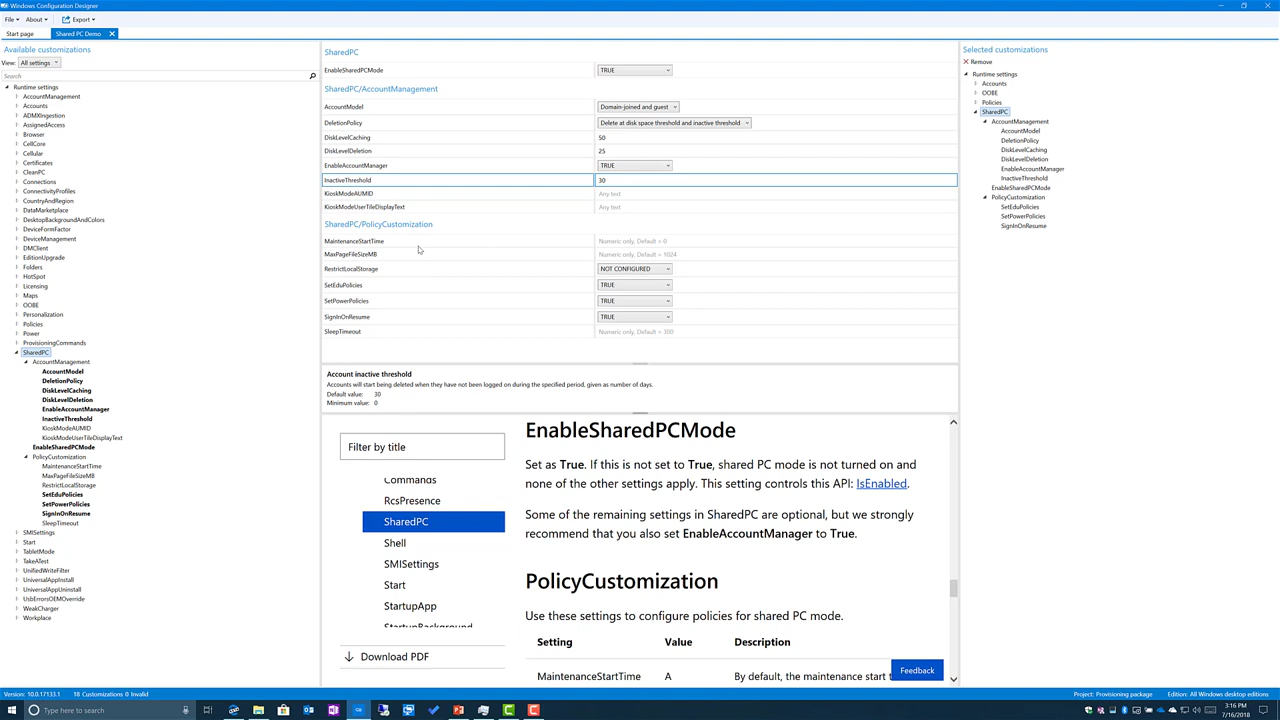 Windows Configuration Designer
File
About
Export
Start page
Shared PC Demo
Available customizations
View:
All settings
Search
Runtime settings
AccountManagement
Accounts
ADMXIngestion
AssignedAccess
Browser
CellCore
Cellular
Certificates
CleanPC
Connections
ConnectivityProfiles
CountryAndRegion
DataMarketplace
DesktopBackgroundAndColors
DeviceFormFactor
DeviceManagement
DMClient
EditionUpgrade
Folders
HotSpot
Licensing
Maps
OOBE
Personalization
Policies
Power
ProvisioningCommands
SharedPC
AccountManagement
AccountModel
DeletionPolicy
DiskLevelCaching
DiskLevelDeletion
EnableAccountManager
InactiveThreshold
KioskModeAUMID
KioskModeUserTileDisplayText
EnableSharedPCMode
PolicyCustomization
MaintenanceStartTime
MaxPageFileSizeMB
RestrictLocalStorage
SetEduPolicies
SetPowerPolicies
SignInOnResume
SleepTimeout
SMISettings
Start
TabletMode
TakeATest
UnifiedWriteFilter
UniversalAppInstall
UniversalAppUninstall
UsbErrorsOEMOverride
WeakCharger
Workplace
SharedPC
EnableSharedPCMode TRUE
SharedPC/AccountManagement
AccountModel Domain-joined and guest
DeletionPolicy Delete at disk space threshold and inactive threshold
DiskLevelCaching 50
DiskLevelDeletion 25
EnableAccountManager TRUE
InactiveThreshold 30
KioskModeAUMID Any text
KioskModeUserTileDisplayText Any text
SharedPC/PolicyCustomization
MaintenanceStartTime Numeric only, Default = 0
MaxPageFileSizeMB Numeric only, Default = 1024
RestrictLocalStorage NOT CONFIGURED
SetEduPolicies TRUE
SetPowerPolicies TRUE
SignInOnResume TRUE
SleepTimeout Numeric only, Default = 300
Account inactive threshold
Accounts will start being deleted when they have not been logged on during the specified period, given as number of days.
Default value: 30
Minimum value: 0
Filter by title
Commands
RcsPresence
SharedPC
Shell
SMISettings
Start
StartupApp
StartupBackground
Download PDF
EnableSharedPCMode
Set as True. If this is not set to True, shared PC mode is not turned on and
none of the other settings apply. This setting controls this API: IsEnabled.
Some of the remaining settings in SharedPC are optional, but we strongly
recommend that you also set EnableAccountManager to True.
PolicyCustomization
Use these settings to configure policies for shared PC mode.
Setting Value Description
MaintenanceStartTime A By default, the maintenance start
Feedback
Selected customizations
Remove
Runtime settings
Accounts
OOBE
Policies
SharedPC
AccountManagement
AccountModel
DeletionPolicy
DiskLevelCaching
DiskLevelDeletion
EnableAccountManager
InactiveThreshold
EnableSharedPCMode
PolicyCustomization
SetEduPolicies
SetPowerPolicies
SignInOnResume
Version: 10.0.17133.1 18 Customizations 0 Invalid
Project: Provisioning package Edition: All Windows desktop editions
Type here to search
3:16 PM
7/16/2018